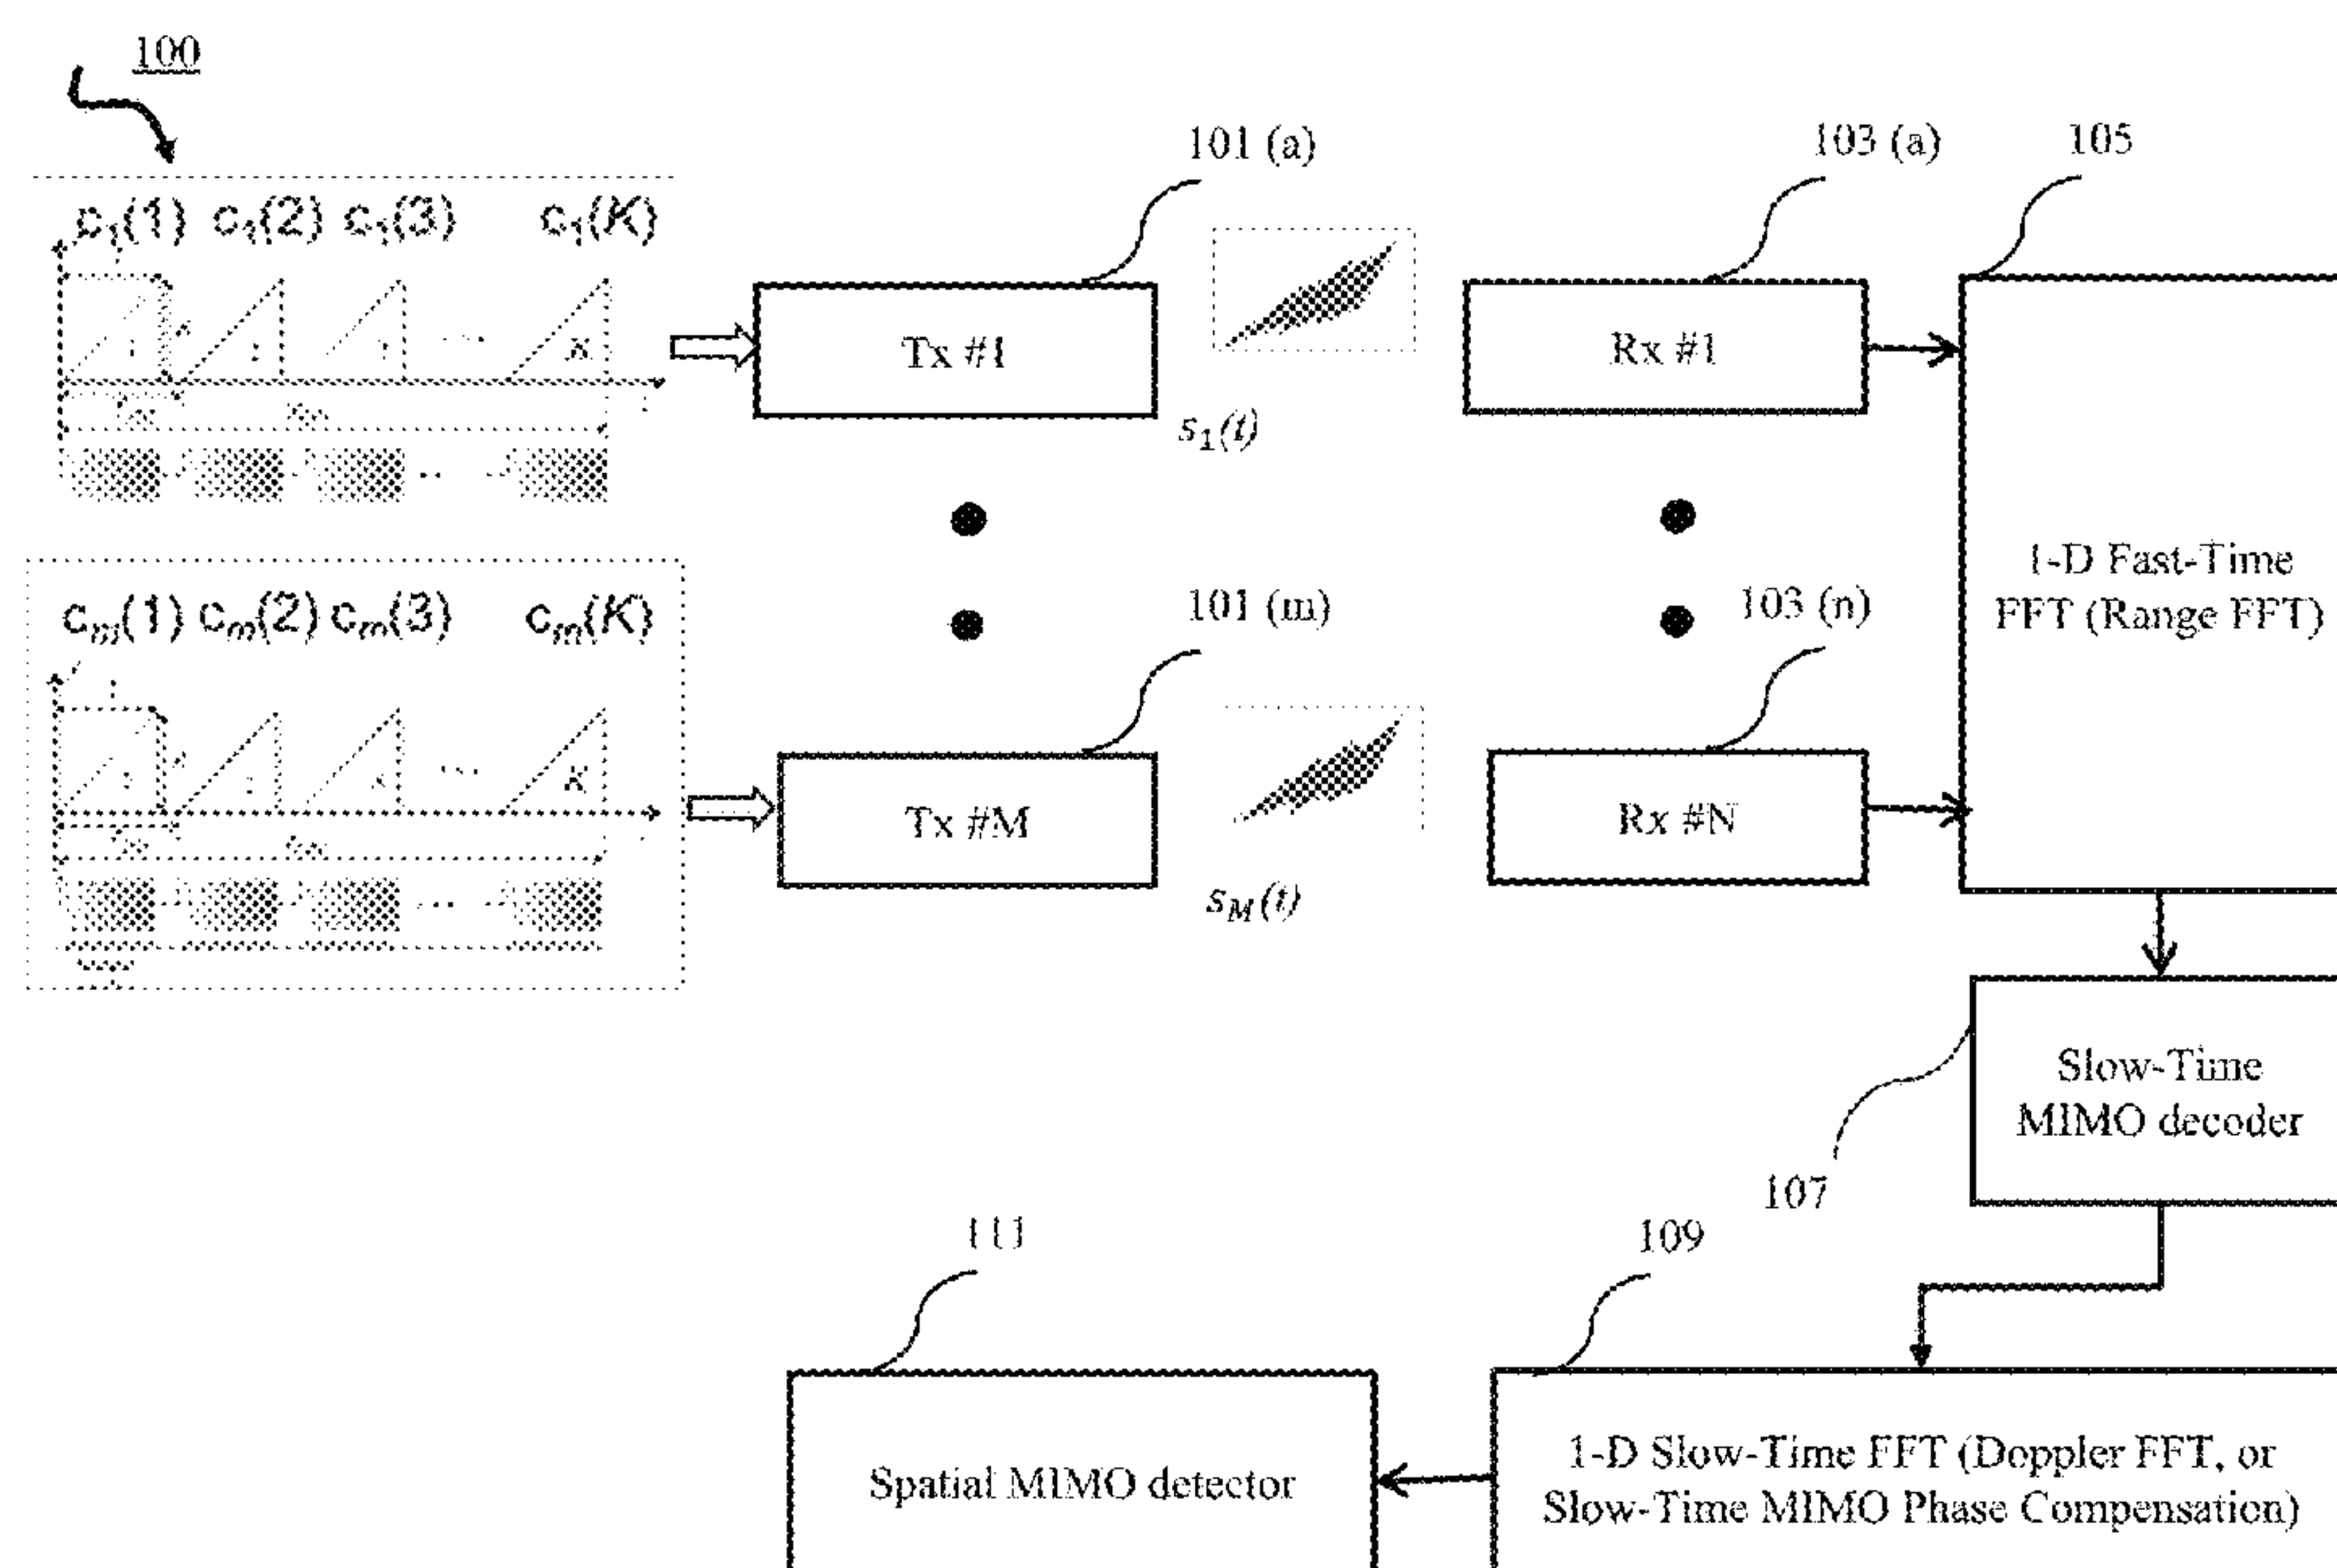 100
101 (a)
103 (a)
105
c₁(1) c₁(2) c₁(3) c₁(K)
K
Tx #1
Rx #1
s₁(t)
1-D Fast-Time
FFT (Range FFT)
101 (m)
103 (n)
cₘ(1) cₘ(2) cₘ(3) cₘ(K)
K
Tx #M
Rx #N
s_M(t)
Slow-Time
MIMO decoder
107
111
109
Spatial MIMO detector
1-D Slow-Time FFT (Doppler FFT, or
Slow-Time MIMO Phase Compensation)